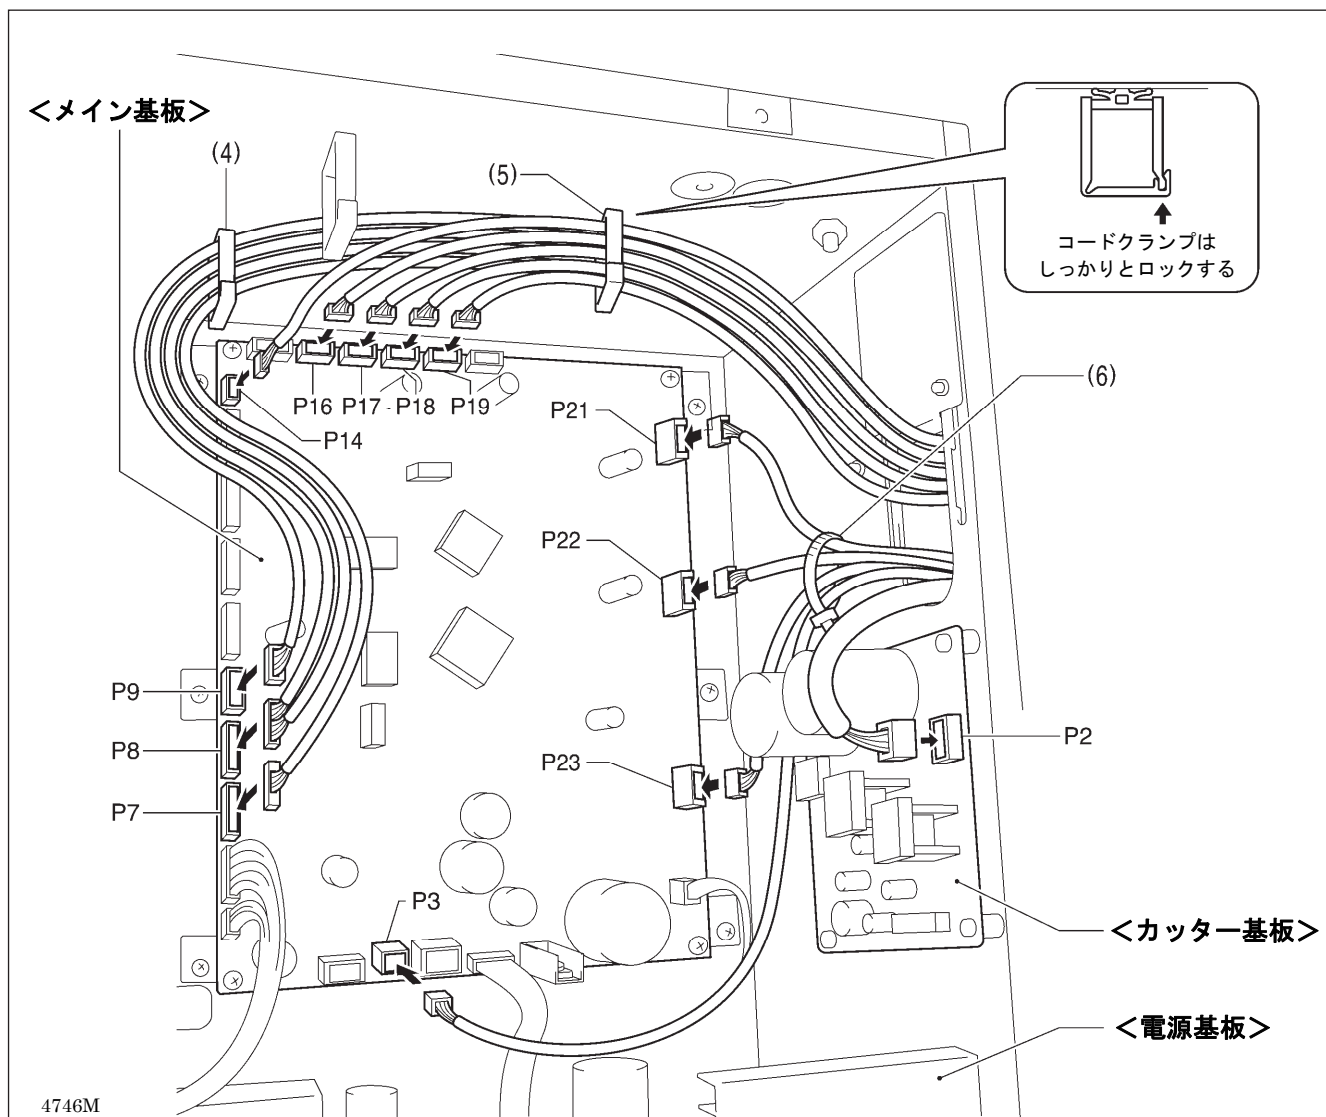 ＜メイン基板＞
(4)
(5)
コードクランプは
しっかりとロックする
(6)
P16 P17 P18 P19
P14
P21
P22
P9
P8
P7
P23
P2
P3
＜カッター基板＞
＜電源基板＞
4746M